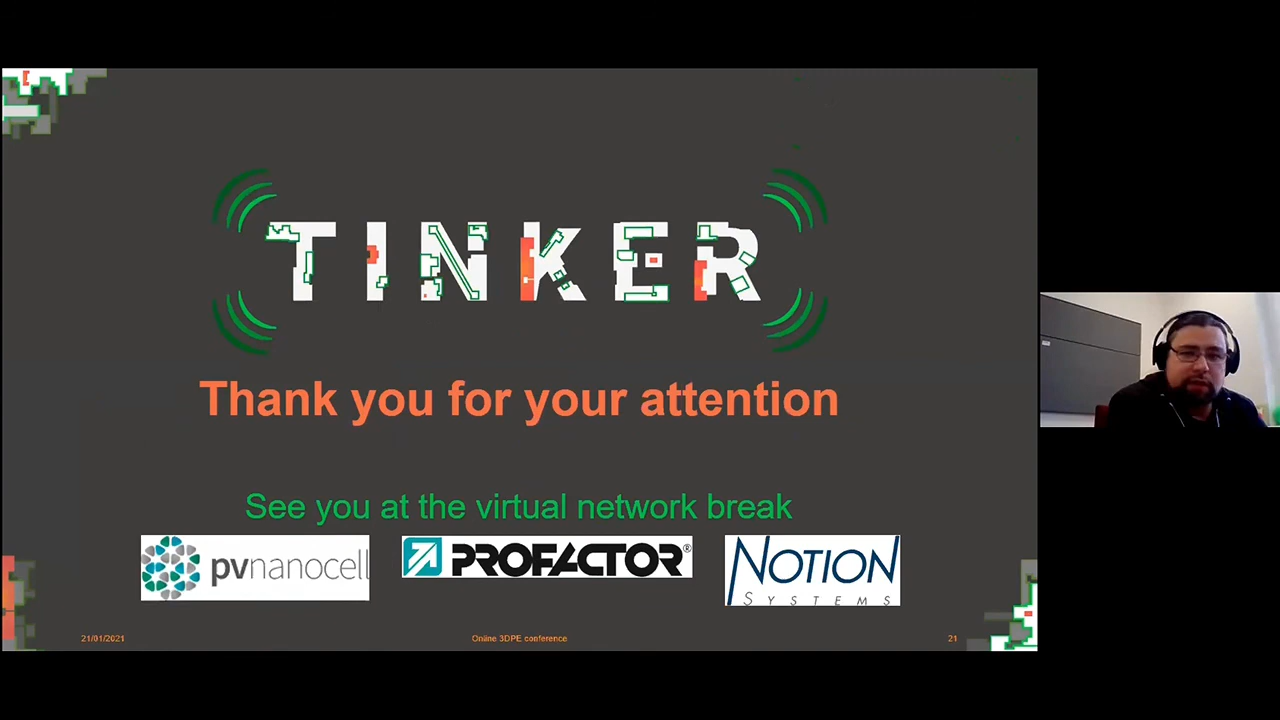 TINKER
Thank you for your attention
See you at the virtual network break
pvnanocell
PROFACTOR®
NOTION
SYSTEMS
21/01/2021
Online 3DPE conference
21